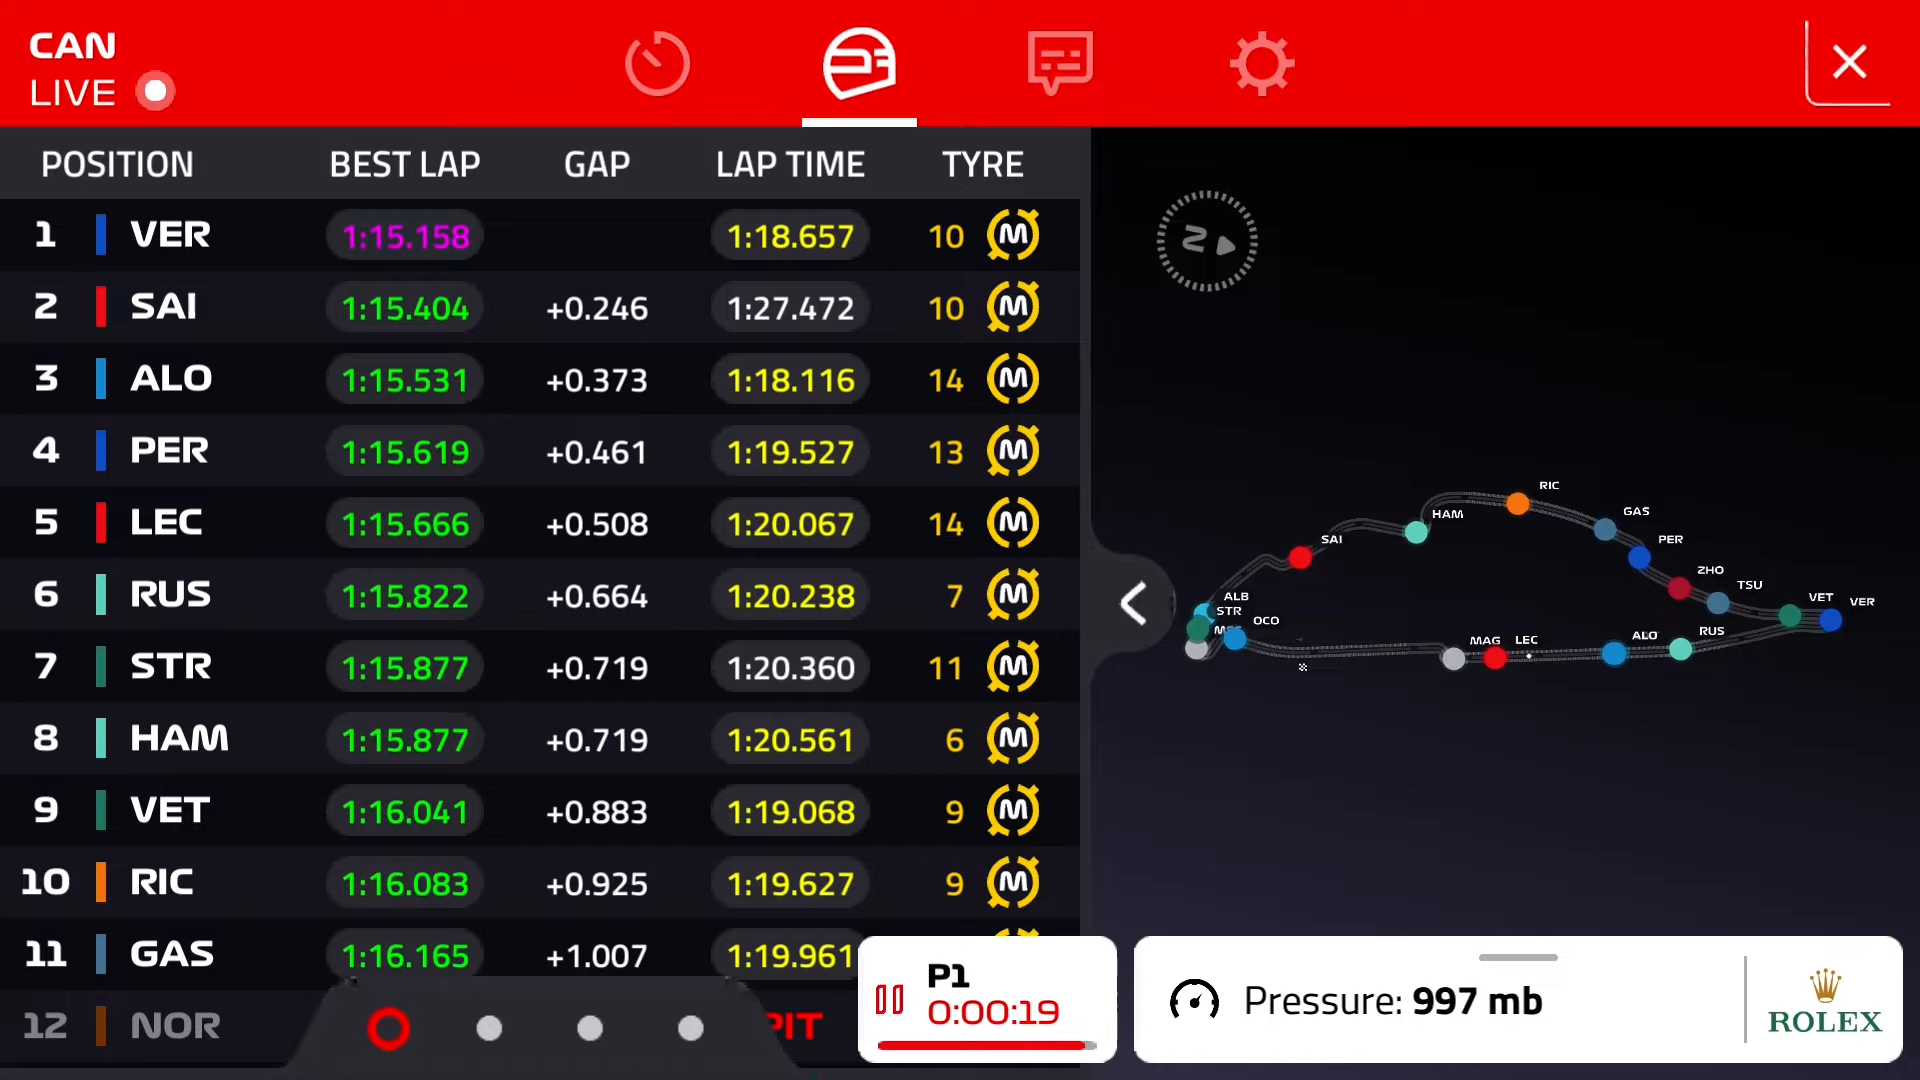 CAN
LIVE
POSITION BEST LAP GAP LAP TIME TYRE
1 VER 1:15.158 1:18.657 10 M
2 SAI 1:15.404 +0.246 1:27.472 10 M
3 ALO 1:15.531 +0.373 1:18.116 14 M
4 PER 1:15.619 +0.461 1:19.527 13 M
5 LEC 1:15.666 +0.508 1:20.067 14 M
6 RUS 1:15.822 +0.664 1:20.238 7 M
7 STR 1:15.877 +0.719 1:20.360 11 M
8 HAM 1:15.877 +0.719 1:20.561 6 M
9 VET 1:16.041 +0.883 1:19.068 9 M
10 RIC 1:16.083 +0.925 1:19.627 9 M
11 GAS 1:16.165 +1.007 1:19.961
12 NOR PIT
P1
0:00:19
RIC
HAM
GAS
SAI
PER
ZHO
TSU
ALB
STR
VET
VER
OCO
MAG
LEC
ALO
RUS
Pressure: 997 mb
ROLEX